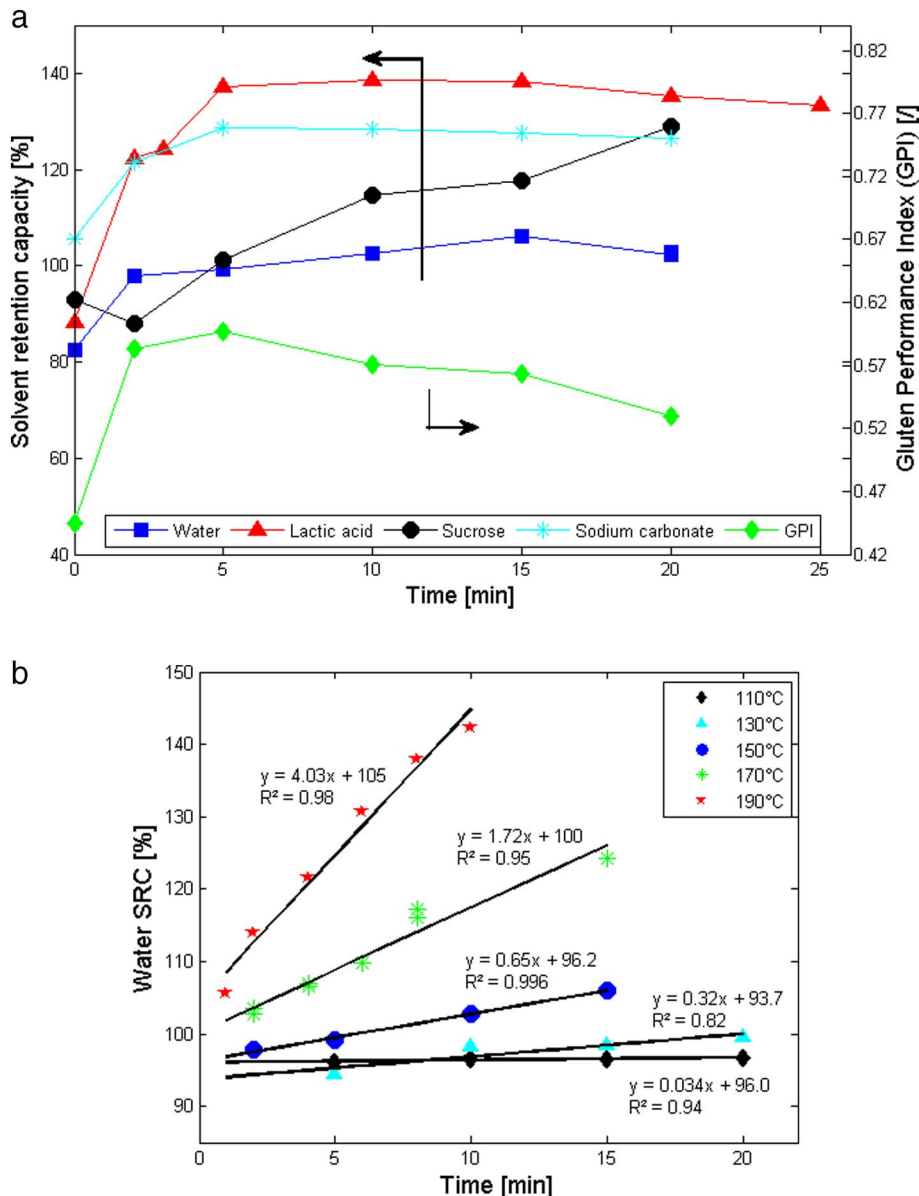 a
Solvent retention capacity [%]
140
120
100
80
60
40
0.82
0.77
0.72
0.67
0.62
0.57
0.52
0.47
0.42
Gluten Performance Index (GPI) [/]
Water Lactic acid Sucrose Sodium carbonate GPI
0 5 10 15 20 25
Time [min]
b
Water SRC [%]
150
140
130
120
110
100
90
110°C
130°C
150°C
170°C
190°C
y = 4.03x + 105
R² = 0.98
y = 1.72x + 100
R² = 0.95
y = 0.65x + 96.2
R² = 0.996
y = 0.32x + 93.7
R² = 0.82
y = 0.034x + 96.0
R² = 0.94
0 5 10 15 20
Time [min]